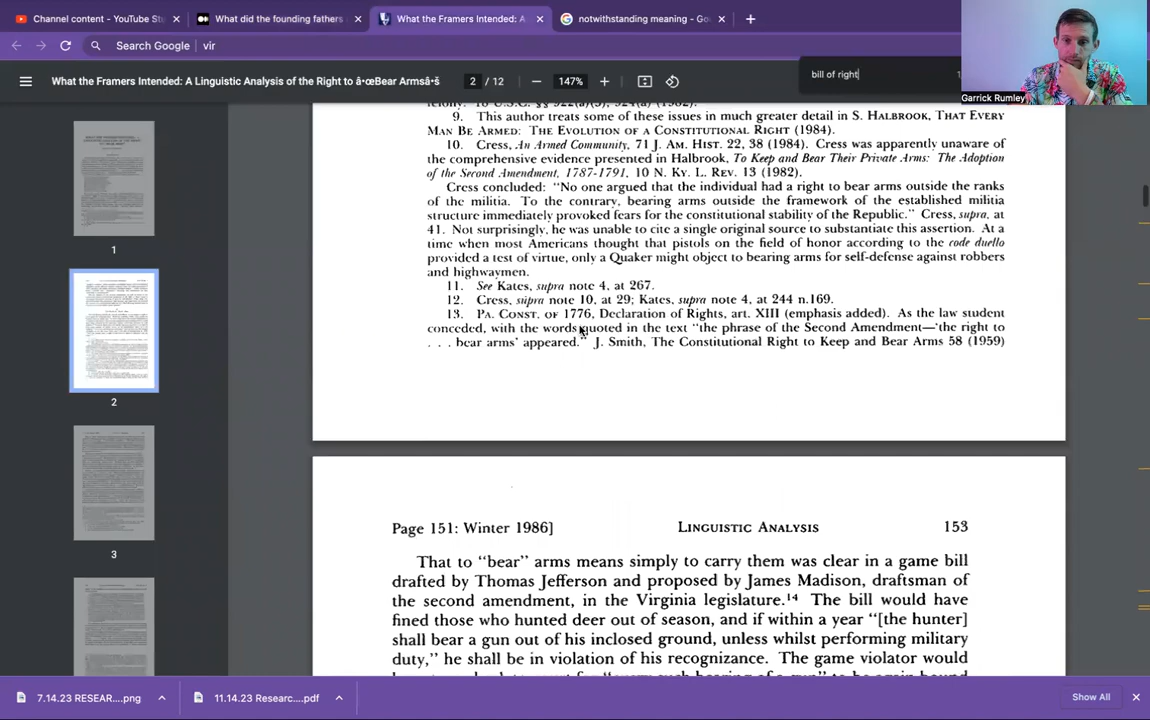 Channel content - YouTube St
What did the founding fathers
What the Framers Intended: A
notwithstanding meaning - Go
Search Google
vir
What the Framers Intended: A Linguistic Analysis of the Right to â·œBear Armsâ·š
2 / 12
147%
bill of right
Garrick Rumley
1
2
3
9. This author treats some of these issues in much greater detail in S. HALBROOK, THAT EVERY
MAN BE ARMED: THE EVOLUTION OF A CONSTITUTIONAL RIGHT (1984).
10. Cress, An Armed Community, 71 J. AM. HIST. 22, 38 (1984). Cress was apparently unaware of
the comprehensive evidence presented in Halbrook, To Keep and Bear Their Private Arms: The Adoption
of the Second Amendment, 1787-1791, 10 N. KY. L. REV. 13 (1982).
Cress concluded: "No one argued that the individual had a right to bear arms outside the ranks
of the militia. To the contrary, bearing arms outside the framework of the established militia
structure immediately provoked fears for the constitutional stability of the Republic." Cress, supra, at
41. Not surprisingly, he was unable to cite a single original source to substantiate this assertion. At a
time when most Americans thought that pistols on the field of honor according to the code duello
provided a test of virtue, only a Quaker might object to bearing arms for self-defense against robbers
and highwaymen.
11. See Kates, supra note 4, at 267.
12. Cress, supra note 10, at 29; Kates, supra note 4, at 244 n.169.
13. PA. CONST. OF 1776, Declaration of Rights, art. XIII (emphasis added). As the law student
conceded, with the words quoted in the text "the phrase of the Second Amendment—'the right to
. . . bear arms' appeared." J. Smith, The Constitutional Right to Keep and Bear Arms 58 (1959)
Page 151: Winter 1986] LINGUISTIC ANALYSIS 153
That to "bear" arms means simply to carry them was clear in a game bill
drafted by Thomas Jefferson and proposed by James Madison, draftsman of
the second amendment, in the Virginia legislature.14 The bill would have
fined those who hunted deer out of season, and if within a year "[the hunter]
shall bear a gun out of his inclosed ground, unless whilst performing military
duty," he shall be in violation of his recognizance. The game violator would
7.14.23 RESEAR....png
11.14.23 Researc....pdf
Show All